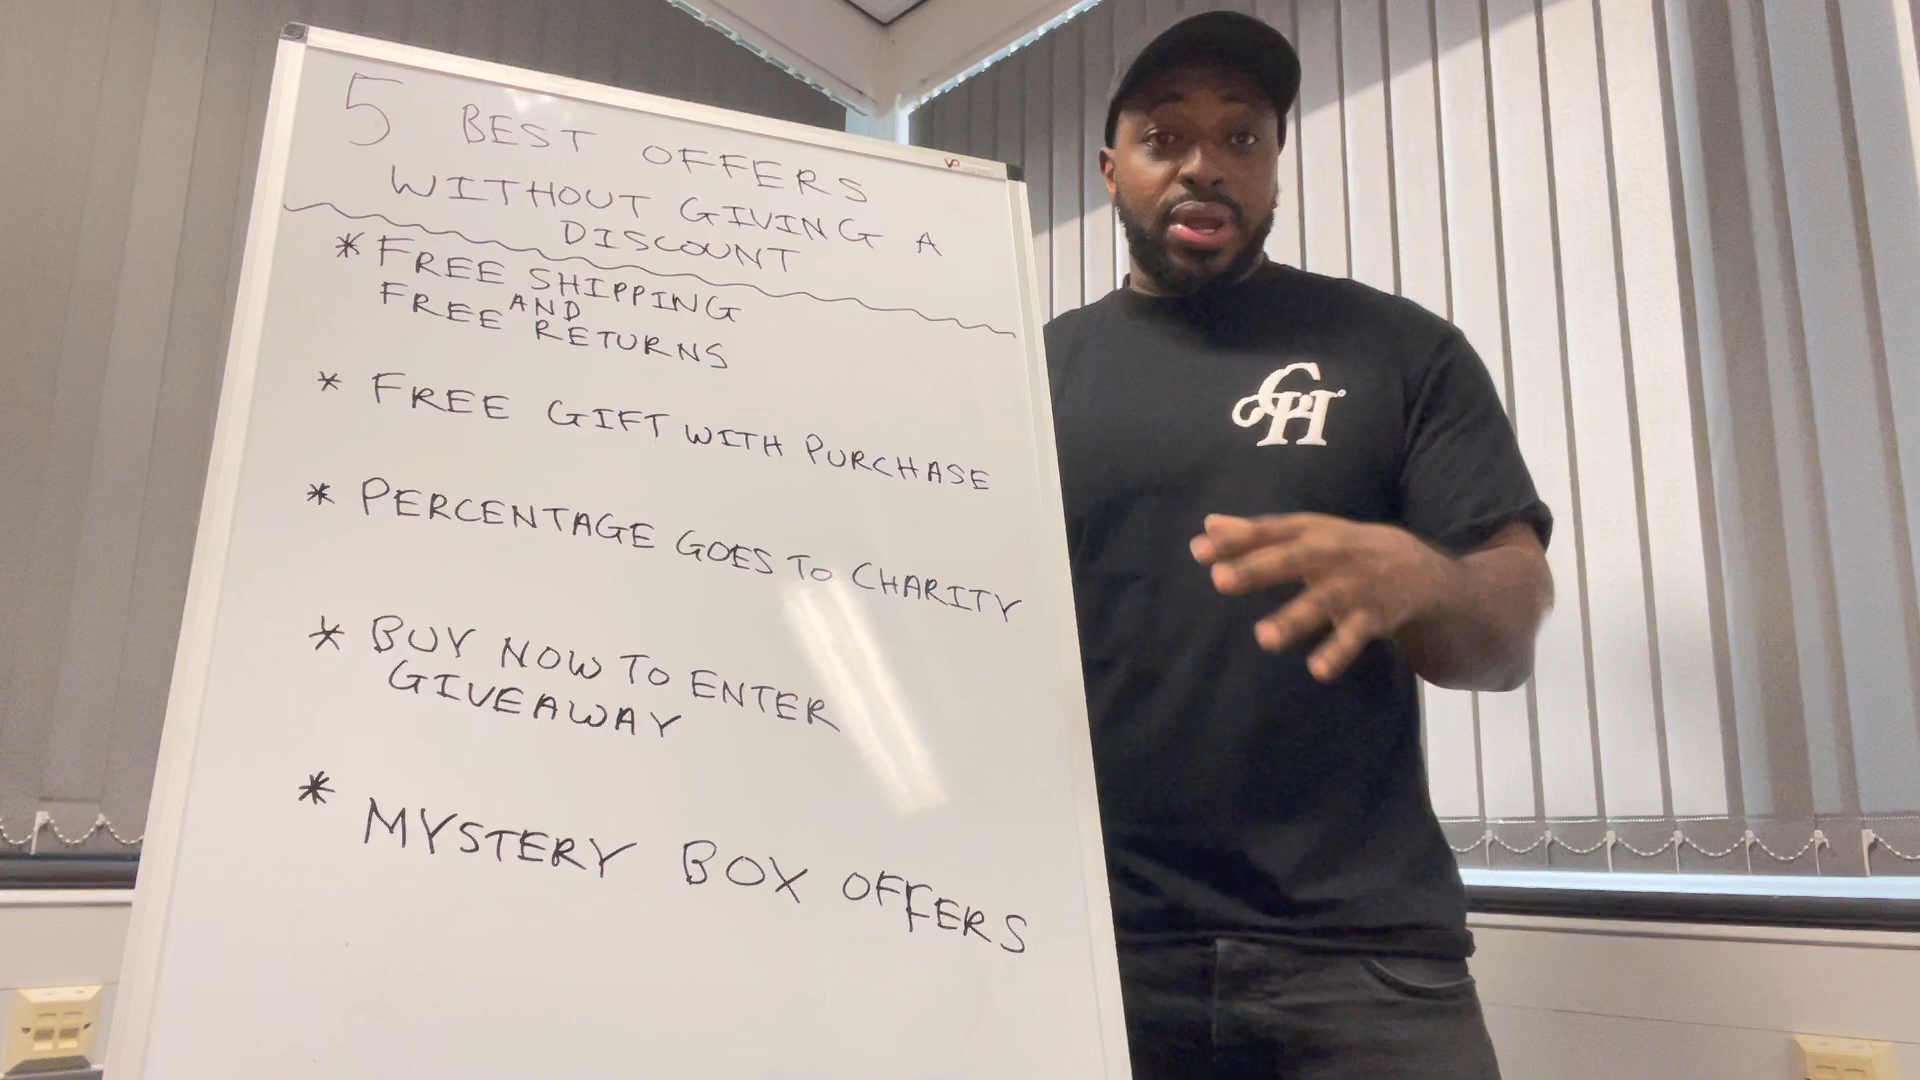 5 BEST OFFERS
WITHOUT GIVING A
DISCOUNT
* FREE SHIPPING
AND
FREE RETURNS
* FREE GIFT WITH PURCHASE
* PERCENTAGE GOES TO CHARITY
* BUY NOW TO ENTER
GIVEAWAY
* MYSTERY BOX OFFERS
GH